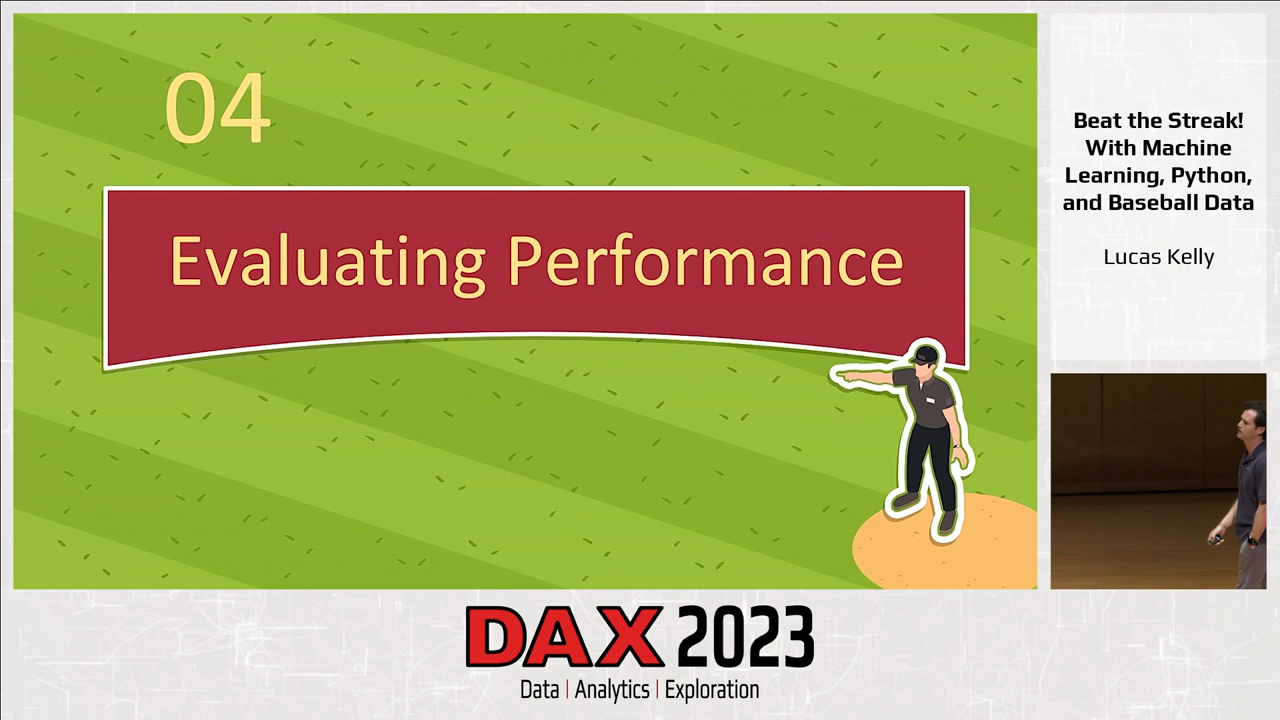 04
Evaluating Performance
Beat the Streak!
With Machine
Learning, Python,
and Baseball Data
Lucas Kelly
DAX 2023
Data | Analytics | Exploration